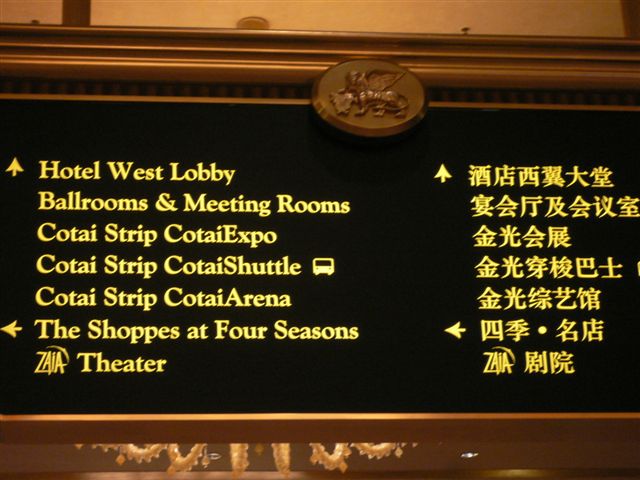 Hotel West Lobby
Ballrooms & Meeting Rooms
Cotai Strip CotaiExpo
Cotai Strip CotaiShuttle
Cotai Strip CotaiArena
The Shoppes at Four Seasons
ZAIA Theater
酒店西翼大堂
宴会厅及会议室
金光会展
金光穿梭巴士
金光综艺馆
四季·名店
ZAIA 剧院